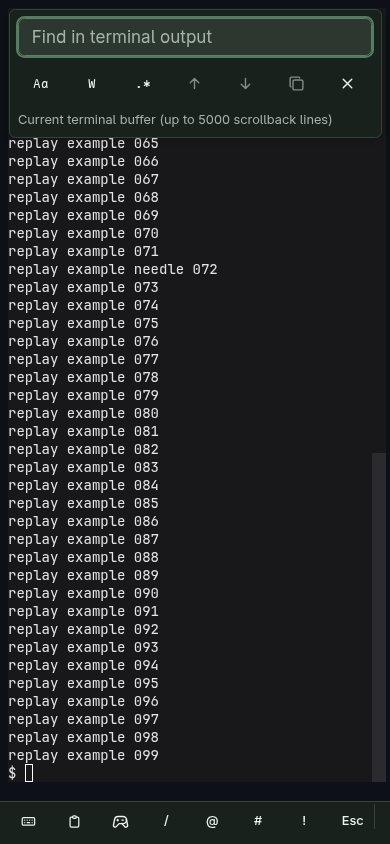 Find in terminal output
Aa W .* 
Current terminal buffer (up to 5000 scrollback lines)
replay example 065
replay example 066
replay example 067
replay example 068
replay example 069
replay example 070
replay example 071
replay example needle 072
replay example 073
replay example 074
replay example 075
replay example 076
replay example 077
replay example 078
replay example 079
replay example 080
replay example 081
replay example 082
replay example 083
replay example 084
replay example 085
replay example 086
replay example 087
replay example 088
replay example 089
replay example 090
replay example 091
replay example 092
replay example 093
replay example 094
replay example 095
replay example 096
replay example 097
replay example 098
replay example 099
$
/ @ # ! Esc